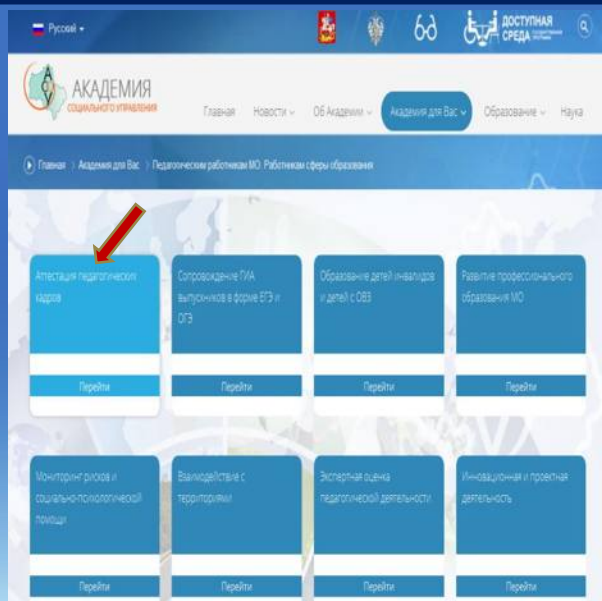 Русский
ДОСТУПНАЯ
СРЕДА
АСУ
АКАДЕМИЯ
СОЦИАЛЬНОГО УПРАВЛЕНИЯ
Главная Новости Об Академии Академия для Вас Образование Наука
Главная Академия для Вас Педагогическим работникам МО. Работникам сферы образования
Аттестация педагогических
кадров
Перейти
Сопровождение ГИА
выпускников в форме ЕГЭ и
ОГЭ
Перейти
Образование детей инвалидов
и детей с ОВЗ
Перейти
Развитие профессионального
образования МО
Перейти
Мониторинг рисков и
социально-психологической
помощи
Перейти
Взаимодействие с
территориями
Перейти
Экспертная оценка
педагогической деятельности
Перейти
Инновационная и проектная
деятельность
Перейти